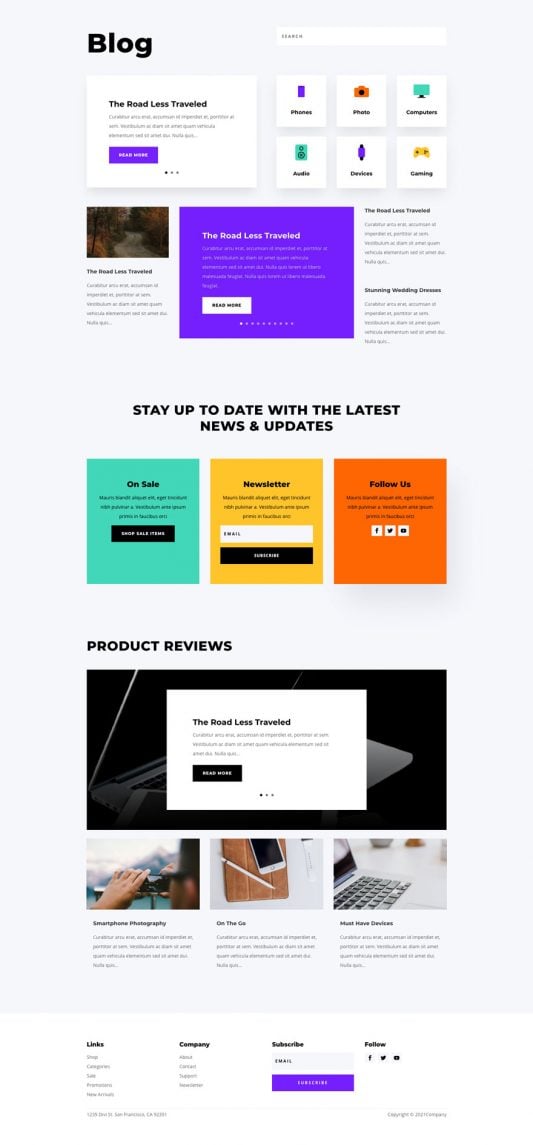 Blog
SEARCH
The Road Less Traveled
Curabitur arcu erat, accumsan id imperdiet et, porttitor at
sem. Vestibulum ac diam sit amet quam vehicula
elementum sed sit amet dui. Nulla quis...
READ MORE
Phones
Photo
Computers
Audio
Devices
Gaming
The Road Less Traveled
Curabitur arcu erat, accumsan id
imperdiet et, porttitor at sem.
Vestibulum ac diam sit amet quam
vehicula elementum sed sit amet dui.
Nulla quis...
The Road Less Traveled
Curabitur arcu erat, accumsan id imperdiet et, porttitor at
sem. Vestibulum ac diam sit amet quam vehicula
elementum sed sit amet dui. Nulla quis lorem ut libero
malesuada feugiat. Nulla quis lorem ut libero malesuada
feugiat.
READ MORE
The Road Less Traveled
Curabitur arcu erat, accumsan id
imperdiet et, porttitor at sem.
Vestibulum ac diam sit amet quam
vehicula elementum sed sit amet dui.
Nulla quis...
Stunning Wedding Dresses
Curabitur arcu erat, accumsan id
imperdiet et, porttitor at sem.
Vestibulum ac diam sit amet quam
vehicula elementum sed sit amet dui.
Nulla quis...
STAY UP TO DATE WITH THE LATEST
NEWS & UPDATES
On Sale
Mauris blandit aliquet elit, eget tincidunt
nibh pulvinar a. Vestibulum ante ipsum
primis in faucibus orci
SHOP SALE ITEMS
Newsletter
Mauris blandit aliquet elit, eget tincidunt
nibh pulvinar a. Vestibulum ante ipsum
primis in faucibus orci
EMAIL
SUBSCRIBE
Follow Us
Mauris blandit aliquet elit, eget tincidunt
nibh pulvinar a. Vestibulum ante ipsum
primis in faucibus orci
PRODUCT REVIEWS
The Road Less Traveled
Curabitur arcu erat, accumsan id imperdiet et, porttitor at sem.
Vestibulum ac diam sit amet quam vehicula elementum sed sit
amet dui. Nulla quis...
READ MORE
Smartphone Photography
Curabitur arcu erat, accumsan id imperdiet et,
porttitor at sem. Vestibulum ac diam sit amet
quam vehicula elementum sed sit amet dui.
Nulla quis...
On The Go
Curabitur arcu erat, accumsan id imperdiet et,
porttitor at sem. Vestibulum ac diam sit amet
quam vehicula elementum sed sit amet dui.
Nulla quis...
Must Have Devices
Curabitur arcu erat, accumsan id imperdiet et,
porttitor at sem. Vestibulum ac diam sit amet
quam vehicula elementum sed sit amet dui.
Nulla quis...
Links
Shop
Categories
Sale
Promotions
New Arrivals
Company
About
Contact
Support
Newsletter
Subscribe
EMAIL
SUBSCRIBE
Follow
1235 Divi St. San Francisco, CA 92351
Copyright © 2021Company